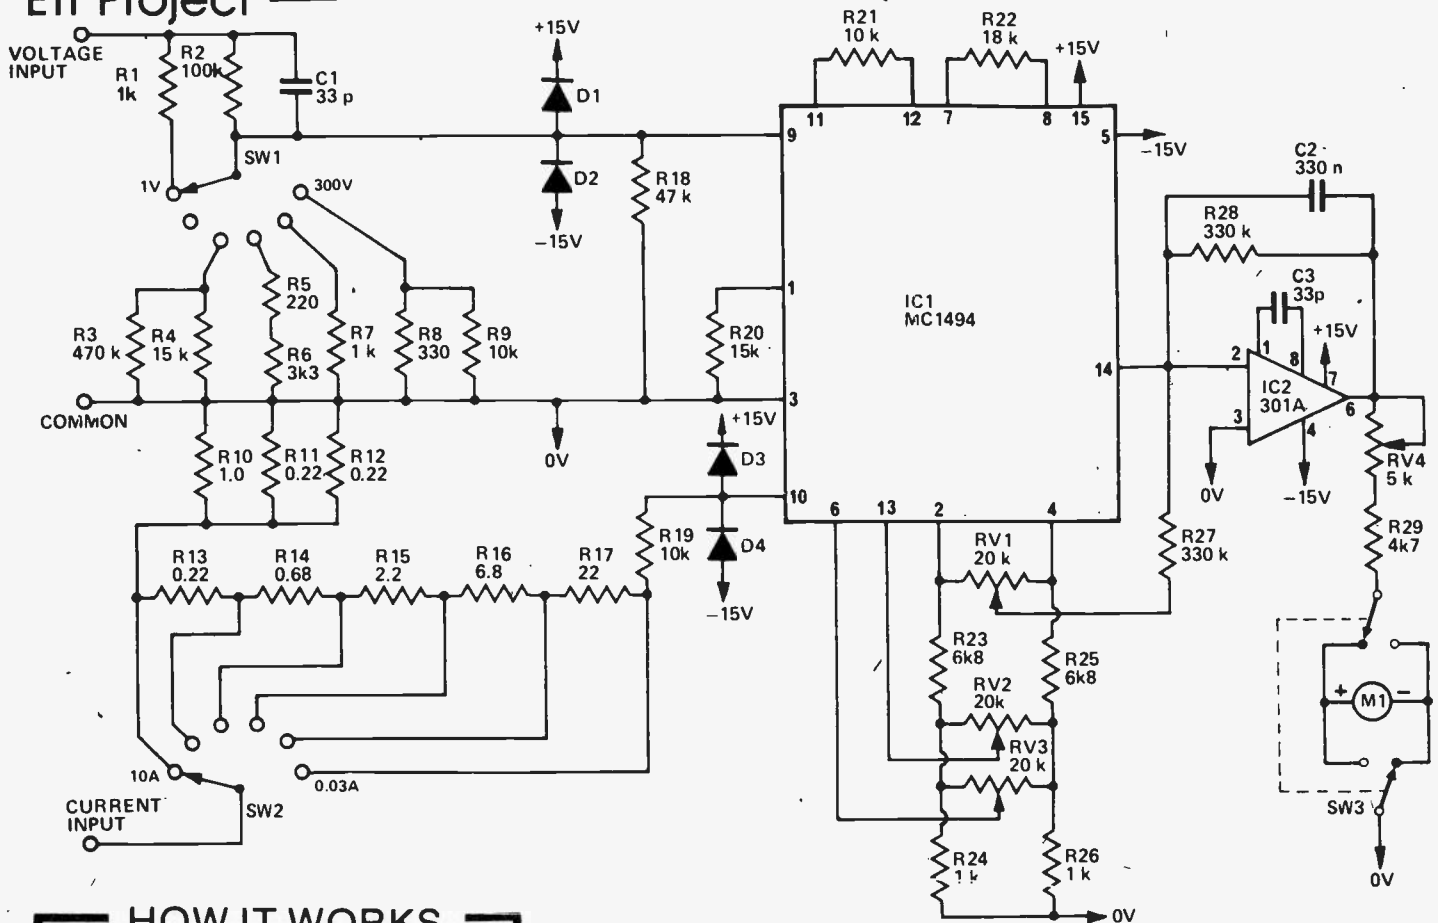 ETI Project
VOLTAGE
INPUT
R1
1k
R2
100k
C1
33 p
+15V
D1
D2
−15V
SW1
1V
300V
R18
47 k
R21
10 k
R22
18 k
+15V
11
12
7
8
15
9
5
−15V
R3
470 k
R4
15 k
R5
220
R6
3k3
R7
1 k
R8
330
R9
10k
R20
15k
1
IC1
MC1494
14
3
COMMON
0V
R10
1.0
R11
0.22
R12
0.22
+15V
D3
D4
−15V
R19
10k
10
6
13
2
4
C2
330 n
R28
330 k
C3
33p
+15V
2
1
8
7
IC2
301A
3
4
6
0V
−15V
RV4
5 k
R29
4k7
R27
330 k
R13
0.22
R14
0.68
R15
2.2
R16
6.8
R17
22
RV1
20 k
R23
6k8
R25
6k8
RV2
20k
RV3
20 k
R24
1 k
R26
1 k
0V
10A
0.03A
SW2
CURRENT
INPUT
+ M1 −
SW3
0V
HOW IT WORKS